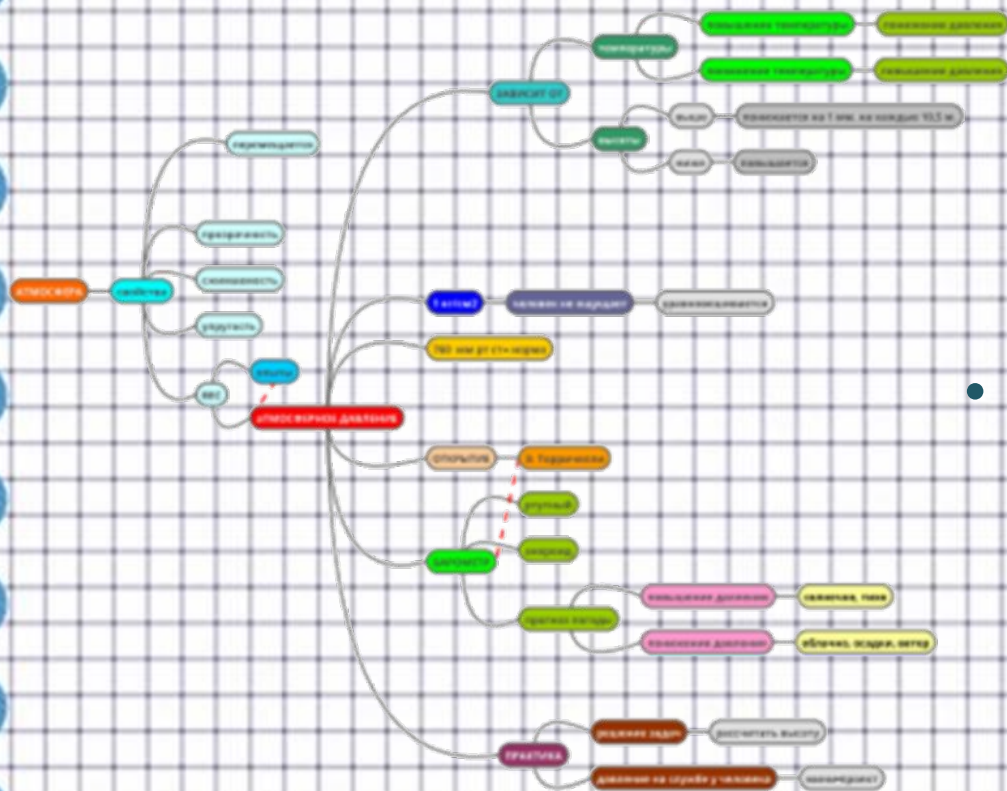 повышение температуры
понижение давления
температуры
понижение температуры
повышение давления
ЗАВИСИТ ОТ
выше
понижается на 1 мм. на каждые 10,5 м.
высоты
ниже
повышается
перемещается
прозрачность
сжимаемость
АТМОСФЕРА
свойства
упругость
человек не ощущает
уравновешивается
760 мм рт ст= норма
опыты
вес
АТМОСФЕРНОЕ ДАВЛЕНИЕ
ОТКРЫТИЕ
Э. Торричелли
ртутный
анероид
БАРОМЕТР
повышение давления
солнечно, тихо
прогноз погоды
понижение давления
облачно, осадки, ветер
решение задач
рассчитать высоту
ПРАКТИКА
давление на службе у человека